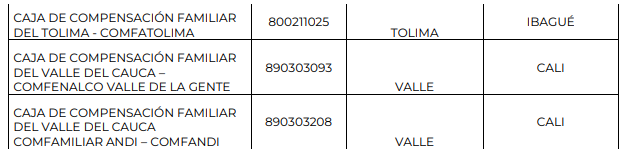 CAJA DE COMPENSACIÓN FAMILIAR
DEL TOLIMA - COMFATOLIMA
800211025
TOLIMA
IBAGUÉ
CAJA DE COMPENSACIÓN FAMILIAR
DEL VALLE DEL CAUCA –
COMFENALCO VALLE DE LA GENTE
890303093
VALLE
CALI
CAJA DE COMPENSACIÓN FAMILIAR
DEL VALLE DEL CAUCA
COMFAMILIAR ANDI – COMFANDI
890303208
VALLE
CALI